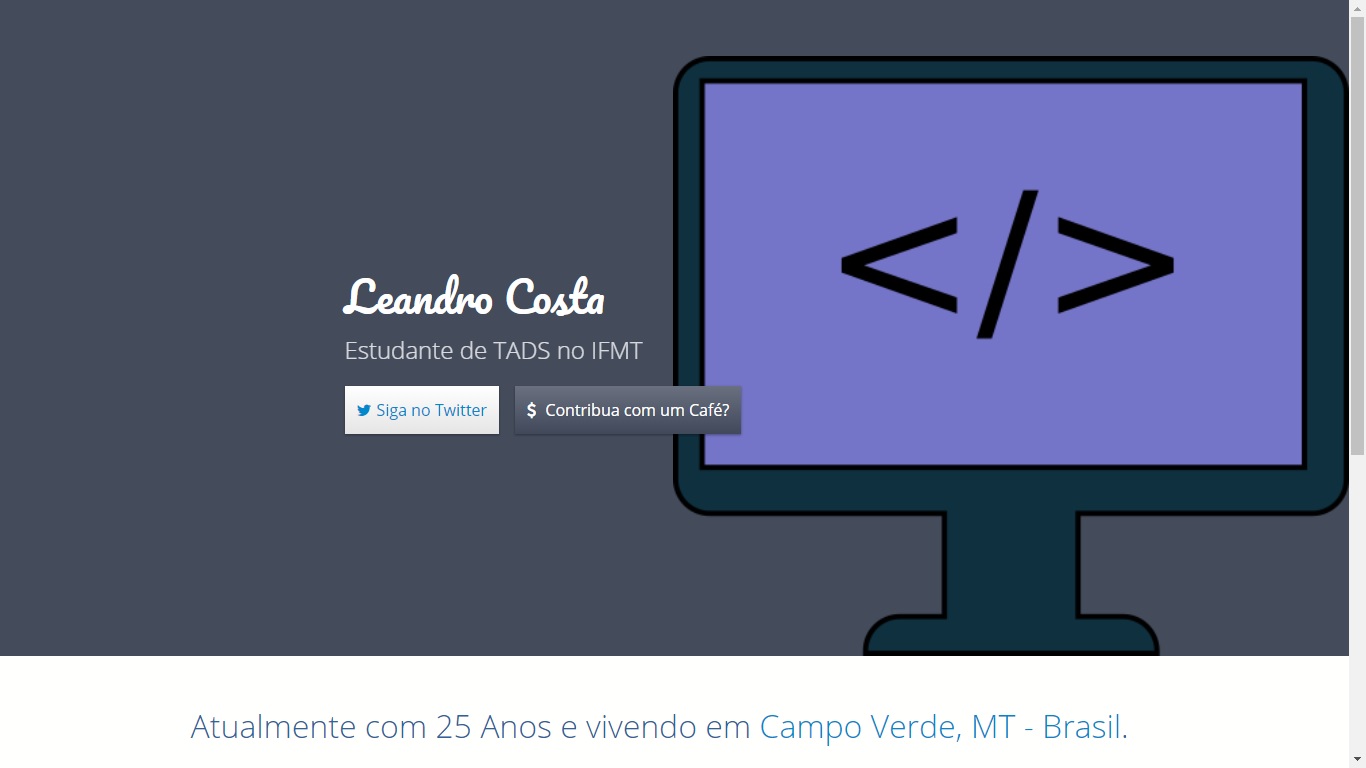 </>
Leandro Costa
Estudante de TADS no IFMT
Siga no Twitter
$ Contribua com um Café?
Atualmente com 25 Anos e vivendo em Campo Verde, MT - Brasil.